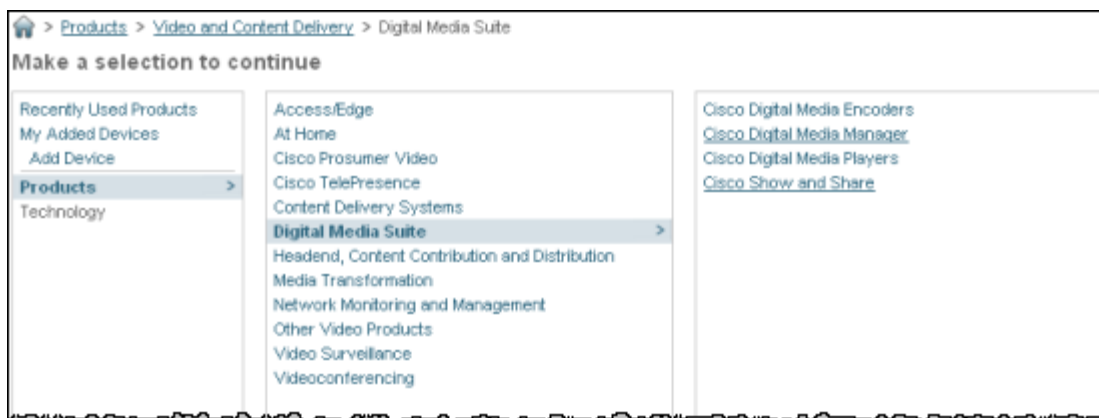 > Products > Video and Content Delivery > Digital Media Suite
Make a selection to continue
Recently Used Products
My Added Devices
Add Device
Products >
Technology
Access/Edge
At Home
Cisco Prosumer Video
Cisco TelePresence
Content Delivery Systems
Digital Media Suite >
Headend, Content Contribution and Distribution
Media Transformation
Network Monitoring and Management
Other Video Products
Video Surveillance
Videoconferencing
Cisco Digital Media Encoders
Cisco Digital Media Manager
Cisco Digital Media Players
Cisco Show and Share